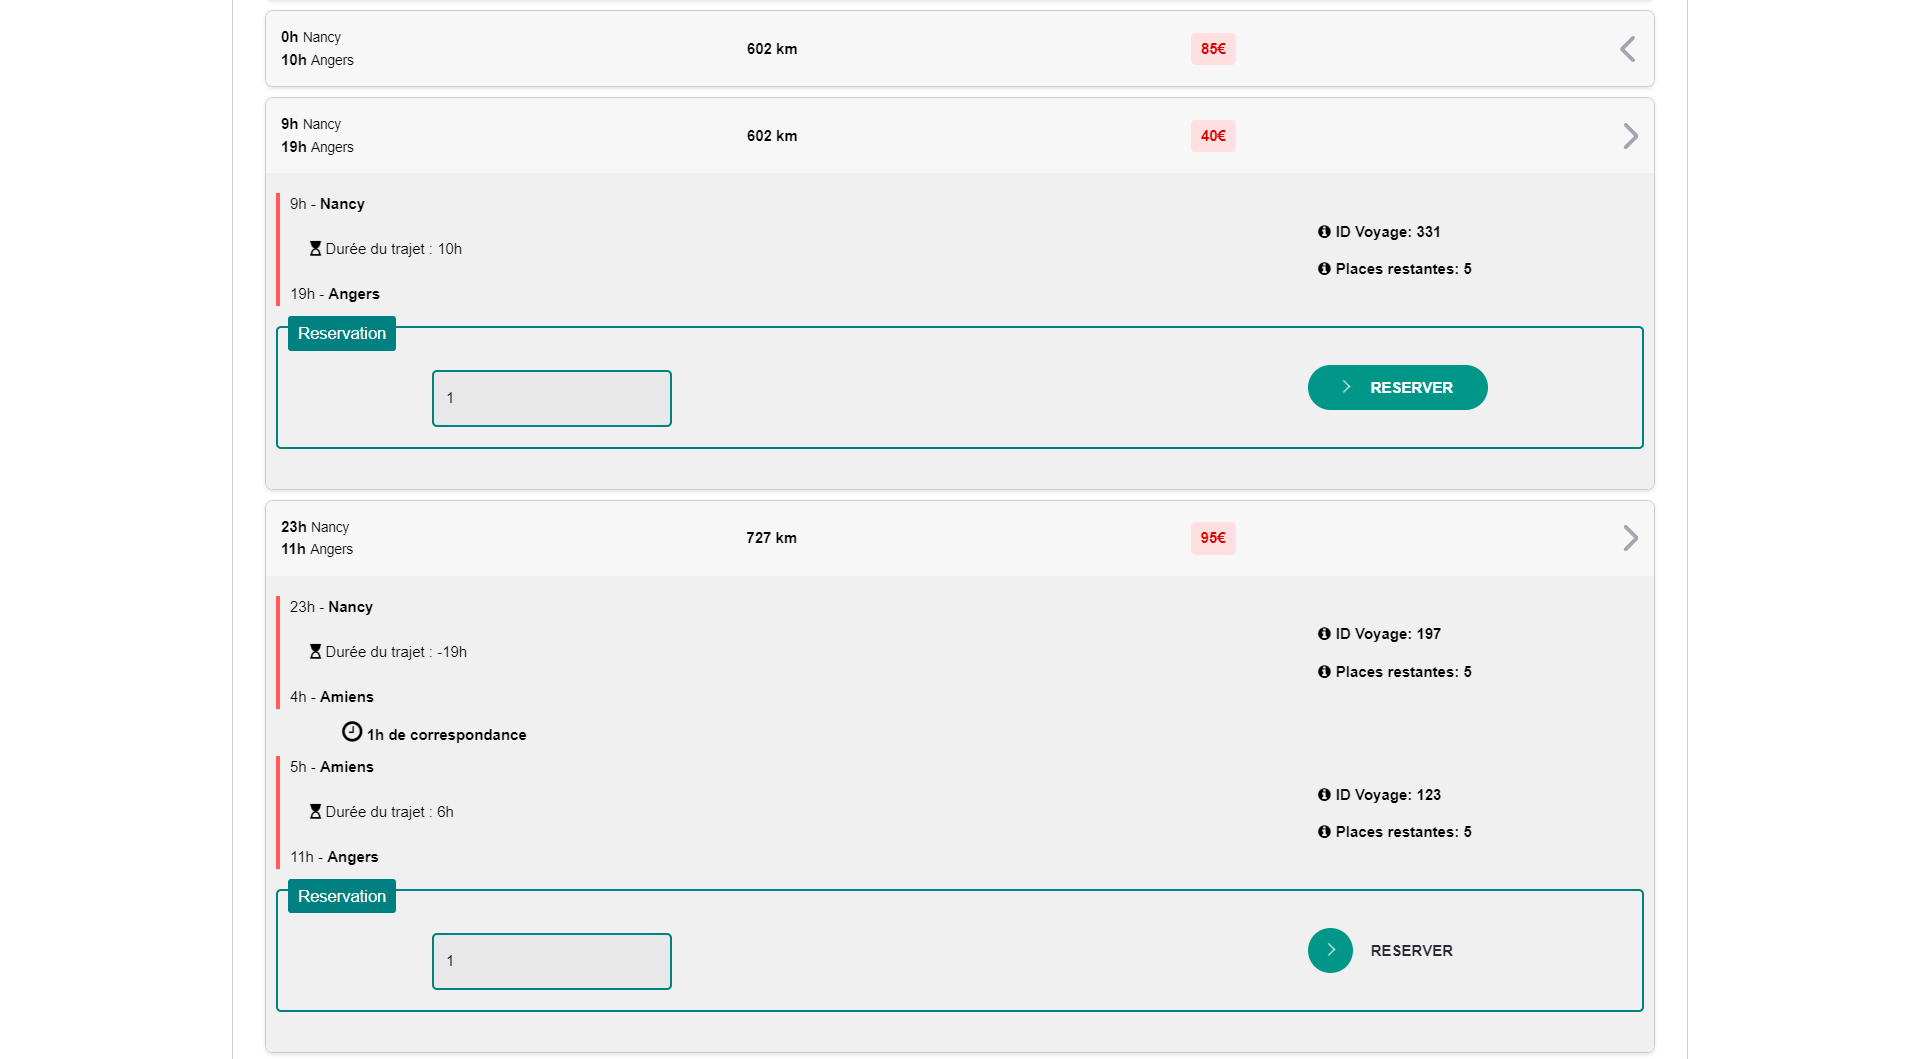 0h Nancy
10h Angers
602 km
85€
9h Nancy
19h Angers
602 km
40€
9h - Nancy
Durée du trajet : 10h
19h - Angers
ID Voyage: 331
Places restantes: 5
Reservation
1
RESERVER
23h Nancy
11h Angers
727 km
95€
23h - Nancy
Durée du trajet : -19h
4h - Amiens
ID Voyage: 197
Places restantes: 5
1h de correspondance
5h - Amiens
Durée du trajet : 6h
11h - Angers
ID Voyage: 123
Places restantes: 5
Reservation
1
RESERVER